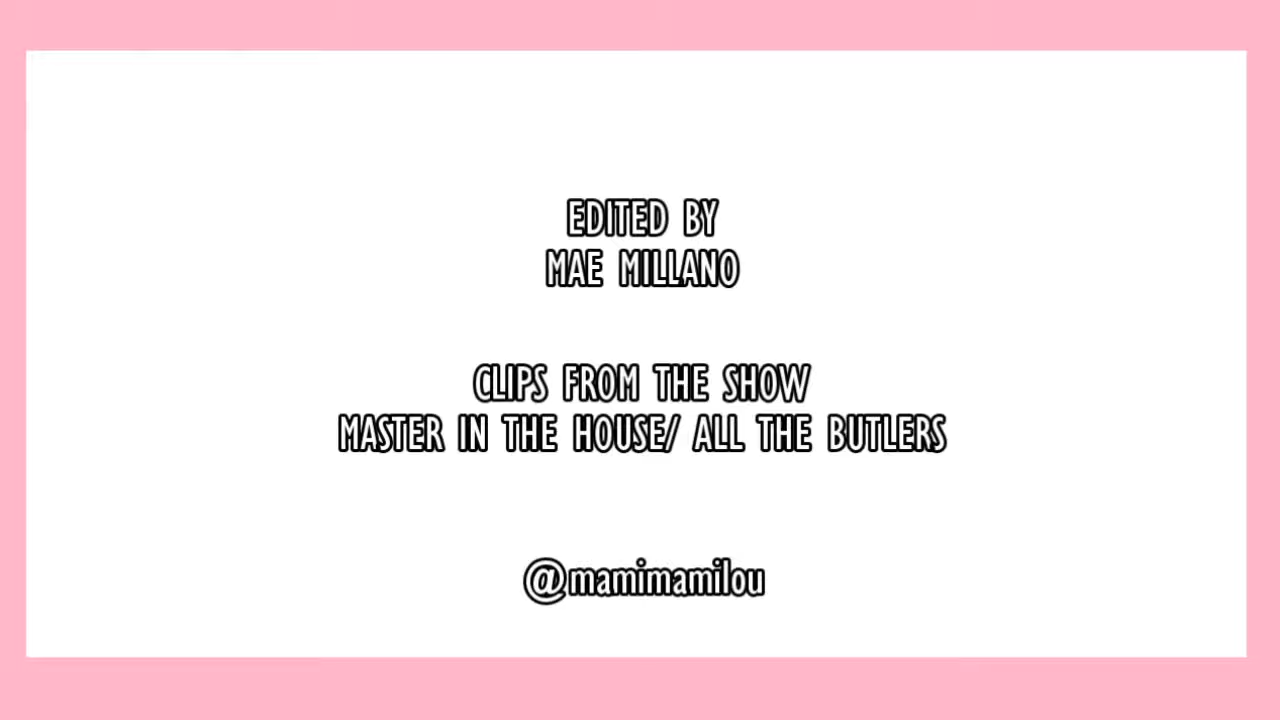 EDITED BY
MAE MILLANO
CLIPS FROM THE SHOW
MASTER IN THE HOUSE/ ALL THE BUTLERS
@mamimamilou